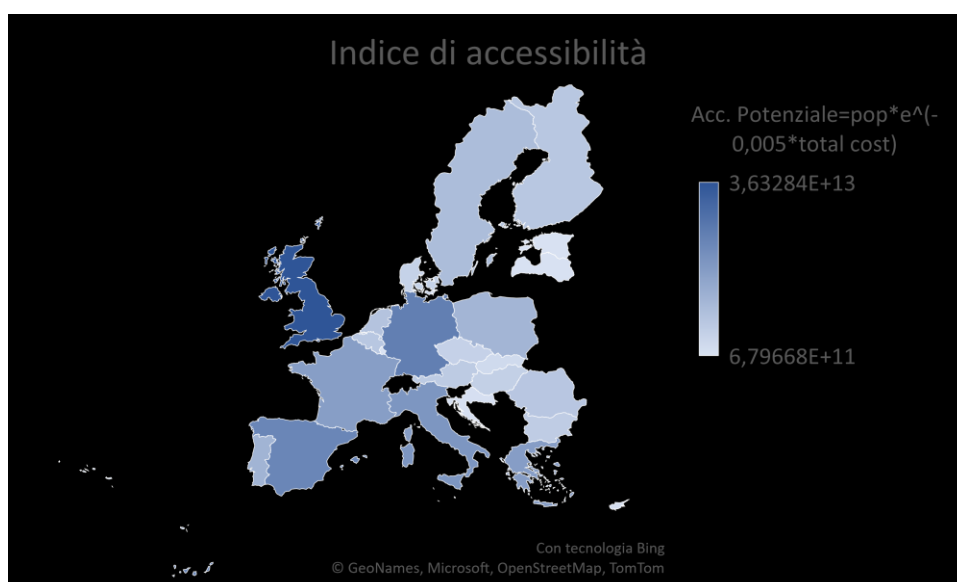 Indice di accessibilità
Acc. Potenziale=pop*e^(-
0,005*total cost)
3,63284E+13
6,79668E+11
Con tecnologia Bing
© GeoNames, Microsoft, OpenStreetMap, TomTom